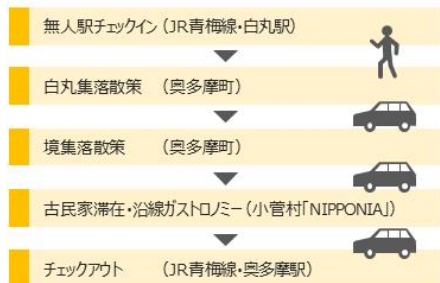 無人駅チェックイン（JR青梅線・白丸駅）
白丸集落散策　（奥多摩町）
境集落散策　（奥多摩町）
古民家滞在・沿線ガストロノミー（小菅村「NIPPONIA」）
チェックアウト　（JR青梅線・奥多摩駅）